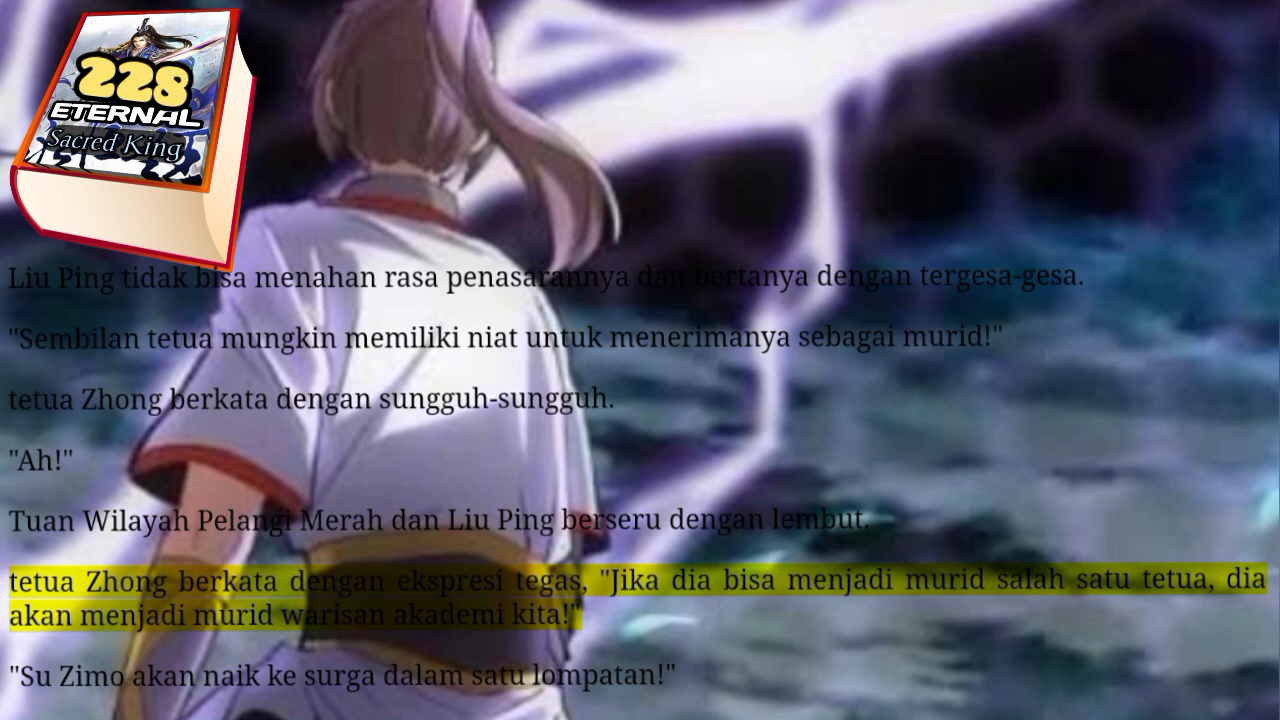 228
ETERNAL
Sacred King
Liu Ping tidak bisa menahan rasa penasarannya dan bertanya dengan tergesa-gesa.
"Sembilan tetua mungkin memiliki niat untuk menerimanya sebagai murid!"
tetua Zhong berkata dengan sungguh-sungguh.
"Ah!"
Tuan Wilayah Pelangi Merah dan Liu Ping berseru dengan lembut.
tetua Zhong berkata dengan ekspresi tegas, "Jika dia bisa menjadi murid salah satu tetua, dia
akan menjadi murid warisan akademi kita!"
"Su Zimo akan naik ke surga dalam satu lompatan!"